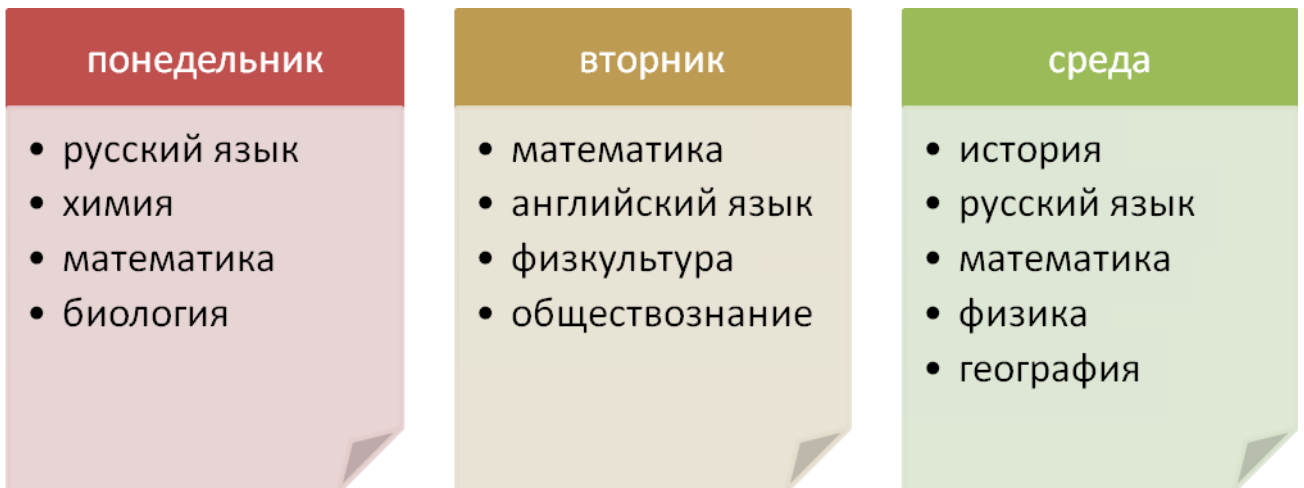 понедельник
• русский язык
• химия
• математика
• биология
вторник
• математика
• английский язык
• физкультура
• обществознание
среда
• история
• русский язык
• математика
• физика
• география